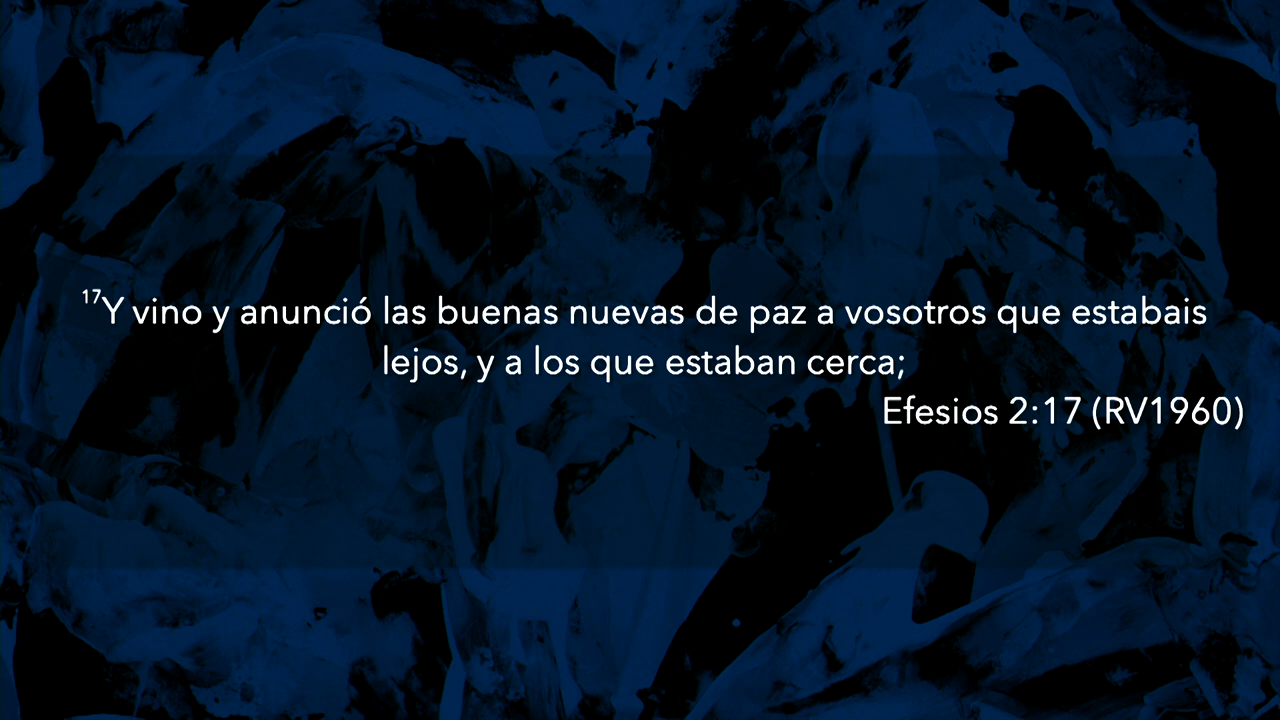 17Y vino y anunció las buenas nuevas de paz a vosotros que estabais
lejos, y a los que estaban cerca;
Efesios 2:17 (RV1960)